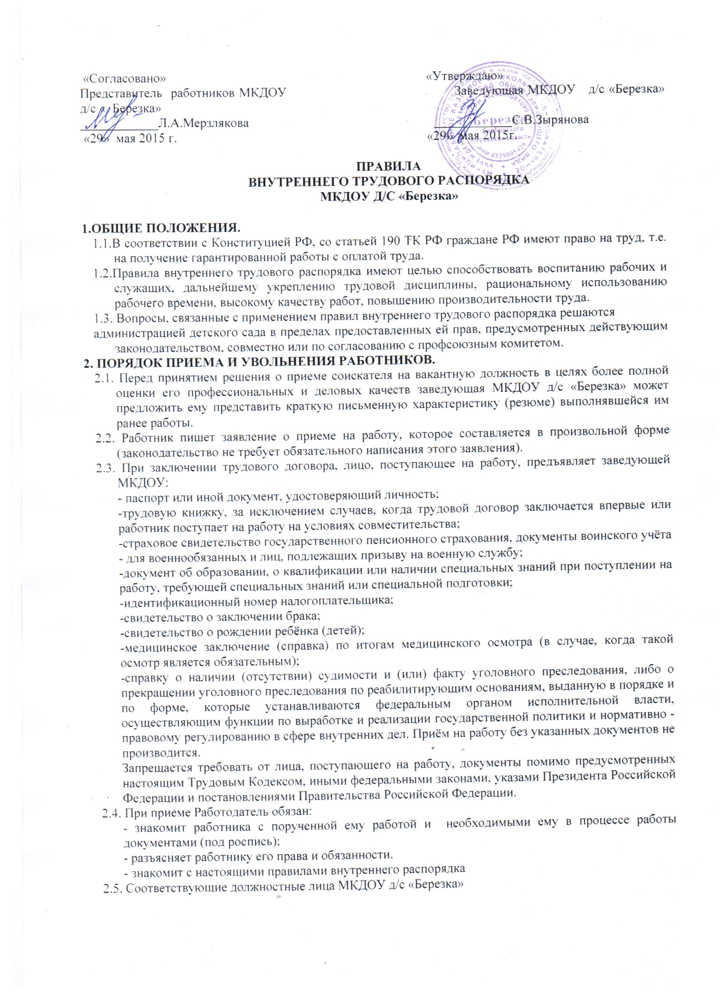 «Согласовано»
Представитель работников МКДОУ
д/с « Березка»
Л.А.Мерзлякова
«29» мая 2015 г.
«Утверждаю»
Заведующая МКДОУ д/с «Березка»
С.В.Зырянова
«29» мая 2015г.
Березка
Кировской области
ИНН 4329005426
ПРАВИЛА
ВНУТРЕННЕГО ТРУДОВОГО РАСПОРЯДКА
МКДОУ Д/С «Березка»
1.ОБЩИЕ ПОЛОЖЕНИЯ.
1.1.В соответствии с Конституцией РФ, со статьей 190 ТК РФ граждане РФ имеют право на труд, т.е.
на получение гарантированной работы с оплатой труда.
1.2.Правила внутреннего трудового распорядка имеют целью способствовать воспитанию рабочих и
служащих, дальнейшему укреплению трудовой дисциплины, рациональному использованию
рабочего времени, высокому качеству работ, повышению производительности труда.
1.3. Вопросы, связанные с применением правил внутреннего трудового распорядка решаются
администрацией детского сада в пределах предоставленных ей прав, предусмотренных действующим
законодательством, совместно или по согласованию с профсоюзным комитетом.
2. ПОРЯДОК ПРИЕМА И УВОЛЬНЕНИЯ РАБОТНИКОВ.
2.1. Перед принятием решения о приеме соискателя на вакантную должность в целях более полной
оценки его профессиональных и деловых качеств заведующая МКДОУ д/с «Березка» может
предложить ему представить краткую письменную характеристику (резюме) выполнявшейся им
ранее работы.
2.2. Работник пишет заявление о приеме на работу, которое составляется в произвольной форме
(законодательство не требует обязательного написания этого заявления).
2.3. При заключении трудового договора, лицо, поступающее на работу, предъявляет заведующей
МКДОУ:
- паспорт или иной документ, удостоверяющий личность;
-трудовую книжку, за исключением случаев, когда трудовой договор заключается впервые или
работник поступает на работу на условиях совместительства;
-страховое свидетельство государственного пенсионного страхования, документы воинского учёта
- для военнообязанных и лиц, подлежащих призыву на военную службу;
-документ об образовании, о квалификации или наличии специальных знаний при поступлении на
работу, требующей специальных знаний или специальной подготовки;
-идентификационный номер налогоплательщика;
-свидетельство о заключении брака;
-свидетельство о рождении ребёнка (детей);
-медицинское заключение (справка) по итогам медицинского осмотра (в случае, когда такой
осмотр является обязательным);
-справку о наличии (отсутствии) судимости и (или) факту уголовного преследования, либо о
прекращении уголовного преследования по реабилитирующим основаниям, выданную в порядке и
по форме, которые устанавливаются федеральным органом исполнительной власти,
осуществляющим функции по выработке и реализации государственной политики и нормативно -
правовому регулированию в сфере внутренних дел. Приём на работу без указанных документов не
производится.
Запрещается требовать от лица, поступающего на работу, документы помимо предусмотренных
настоящим Трудовым Кодексом, иными федеральными законами, указами Президента Российской
Федерации и постановлениями Правительства Российской Федерации.
2.4. При приеме Работодатель обязан:
- знакомит работника с порученной ему работой и необходимыми ему в процессе работы
документами (под роспись);
- разъясняет работнику его права и обязанности.
- знакомит с настоящими правилами внутреннего распорядка
2.5. Соответствующие должностные лица МКДОУ д/с «Березка»